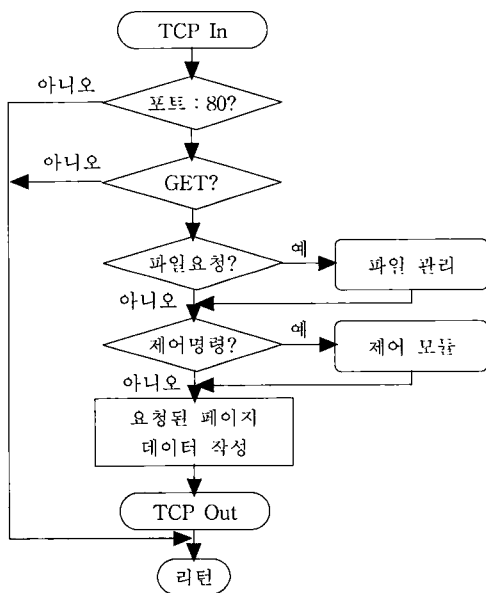 TCP In
아니오
포트 : 80?
아니오
GET?
예
파일요청?
파일 관리
아니오
예
제어명령?
제어 모듈
아니오
요청된 페이지
데이터 작성
TCP Out
리턴